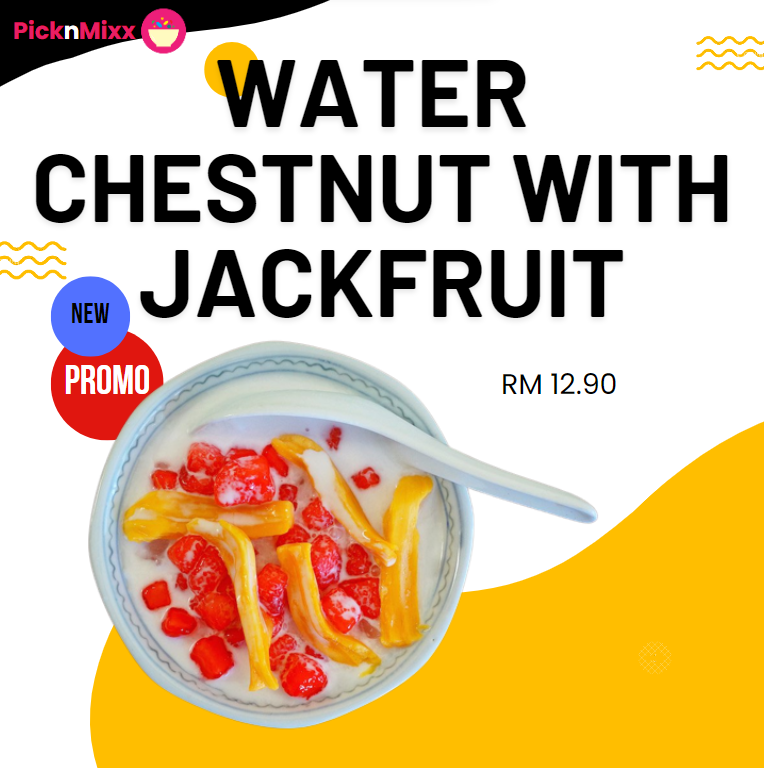 PicknMixx
WATER
CHESTNUT WITH
JACKFRUIT
NEW
PROMO
RM 12.90